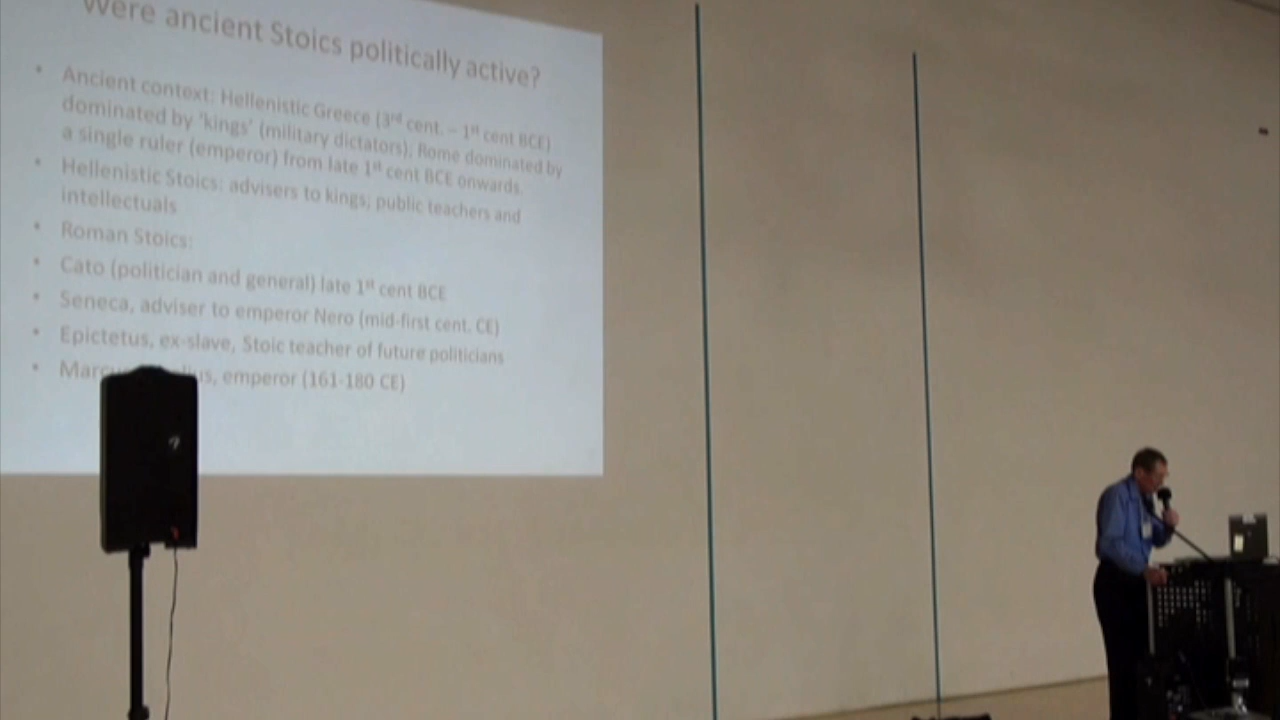 Were ancient Stoics politically active?
• Ancient context: Hellenistic Greece (3rd cent. – 1st cent BCE)
dominated by 'kings' (military dictators); Rome dominated by
a single ruler (emperor) from late 1st cent BCE onwards.
• Hellenistic Stoics: advisers to kings; public teachers and
intellectuals
• Roman Stoics:
• Cato (politician and general) late 1st cent BCE
• Seneca, adviser to emperor Nero (mid-first cent. CE)
• Epictetus, ex-slave, Stoic teacher of future politicians
• emperor (161-180 CE)